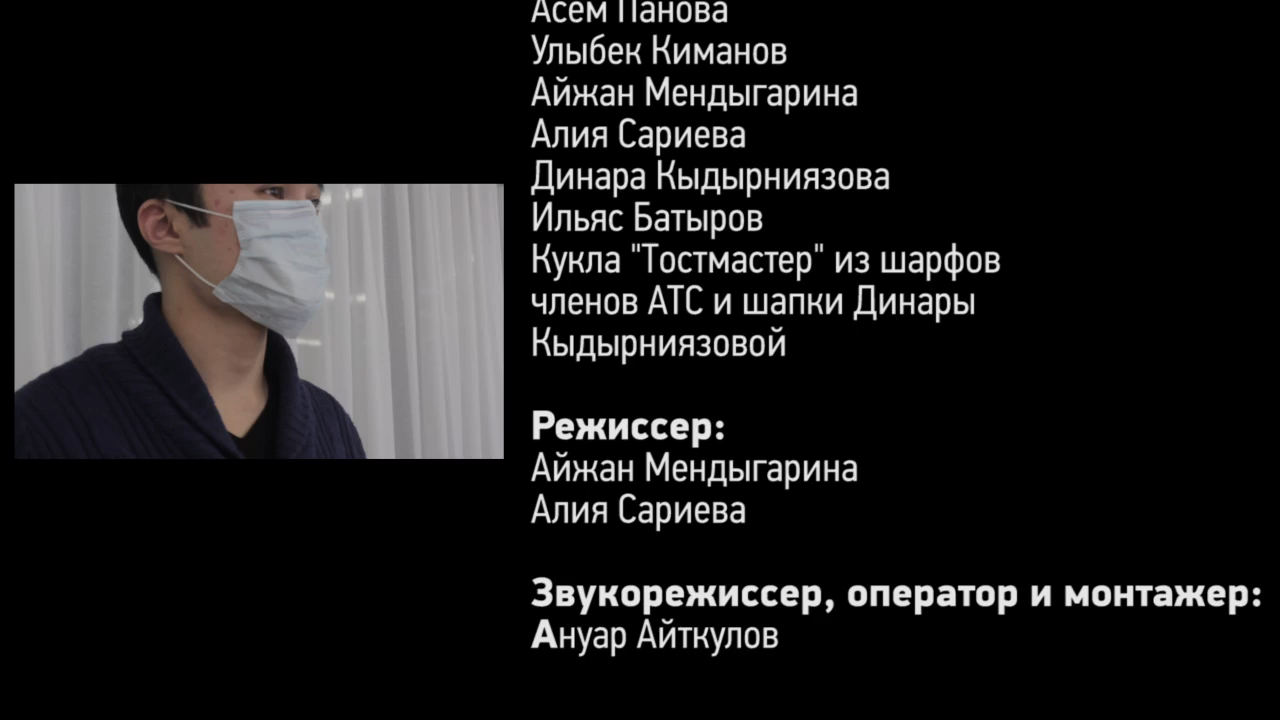 Асем Панова
Улыбек Киманов
Айжан Мендыгарина
Алия Сариева
Динара Кыдырниязова
Ильяс Батыров
Кукла "Тостмастер" из шарфов
членов АТС и шапки Динары
Кыдырниязовой
Режиссер:
Айжан Мендыгарина
Алия Сариева
Звукорежиссер, оператор и монтажер:
Ануар Айткулов